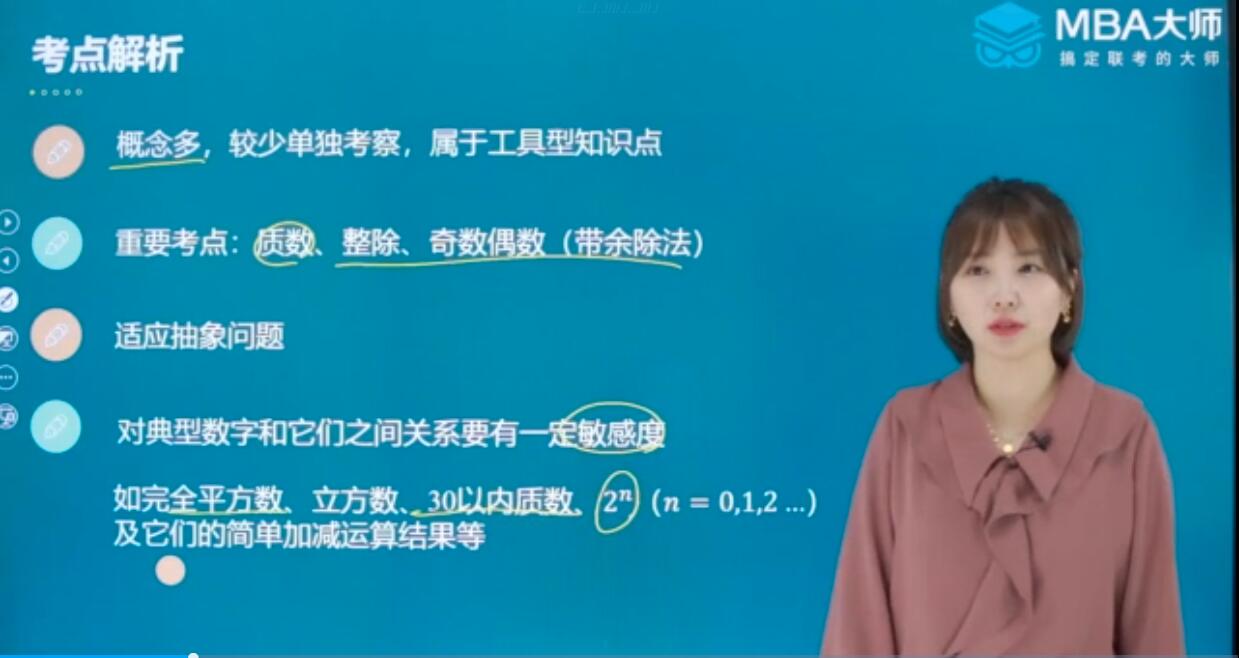 考点解析
MBA大师
搞定联考的大师
概念多，较少单独考察，属于工具型知识点
重要考点：质数、整除、奇数偶数（带余除法）
适应抽象问题
对典型数字和它们之间关系要有一定敏感度
如完全平方数、立方数、30以内质数、2ⁿ（n = 0,1,2 …）
及它们的简单加减运算结果等